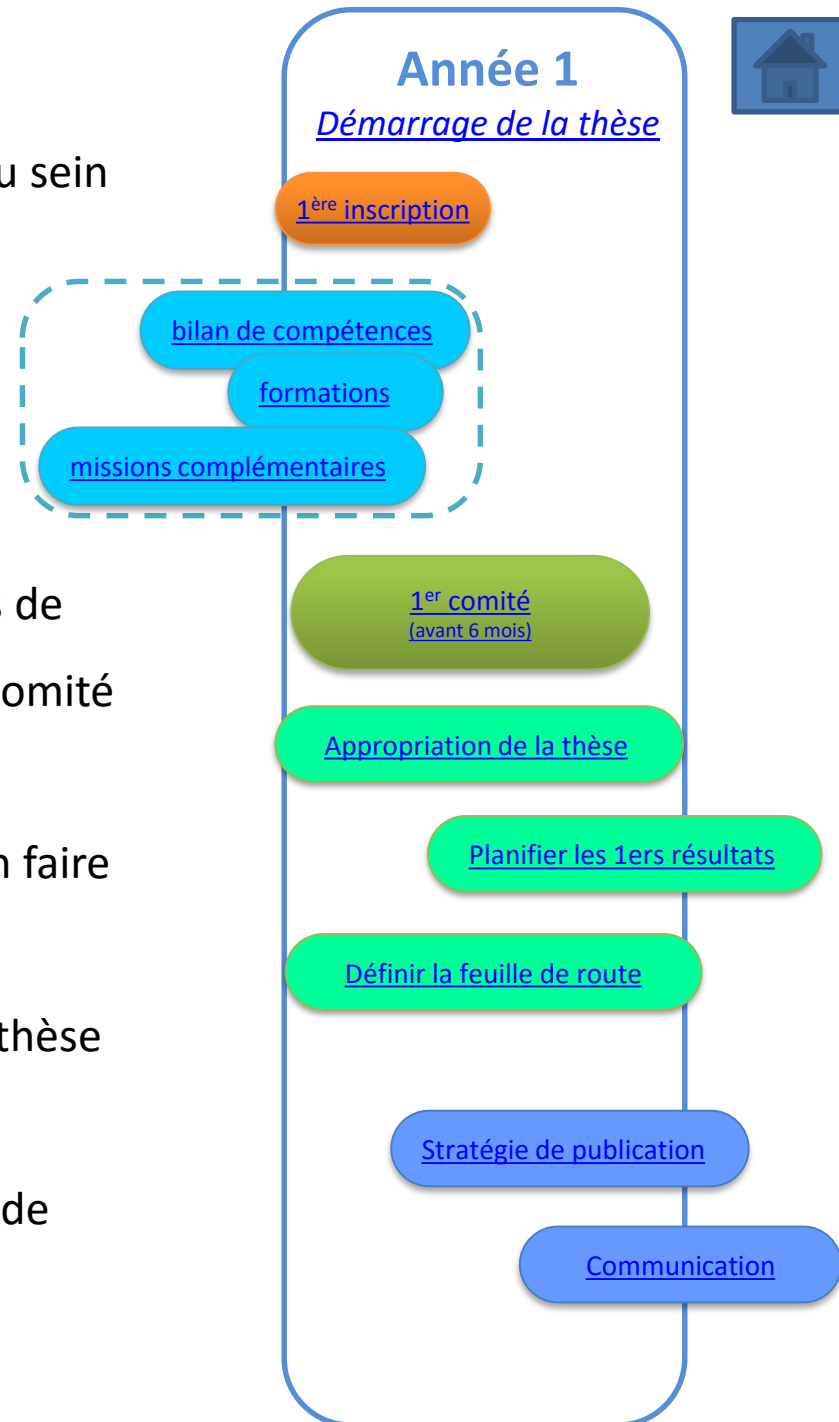 Année 1
Démarrage de la thèse
u sein
1ère inscription
bilan de compétences
formations
missions complémentaires
s de
1er comité
(avant 6 mois)
omité
Appropriation de la thèse
n faire
Planifier les 1ers résultats
Définir la feuille de route
thèse
Stratégie de publication
de
Communication